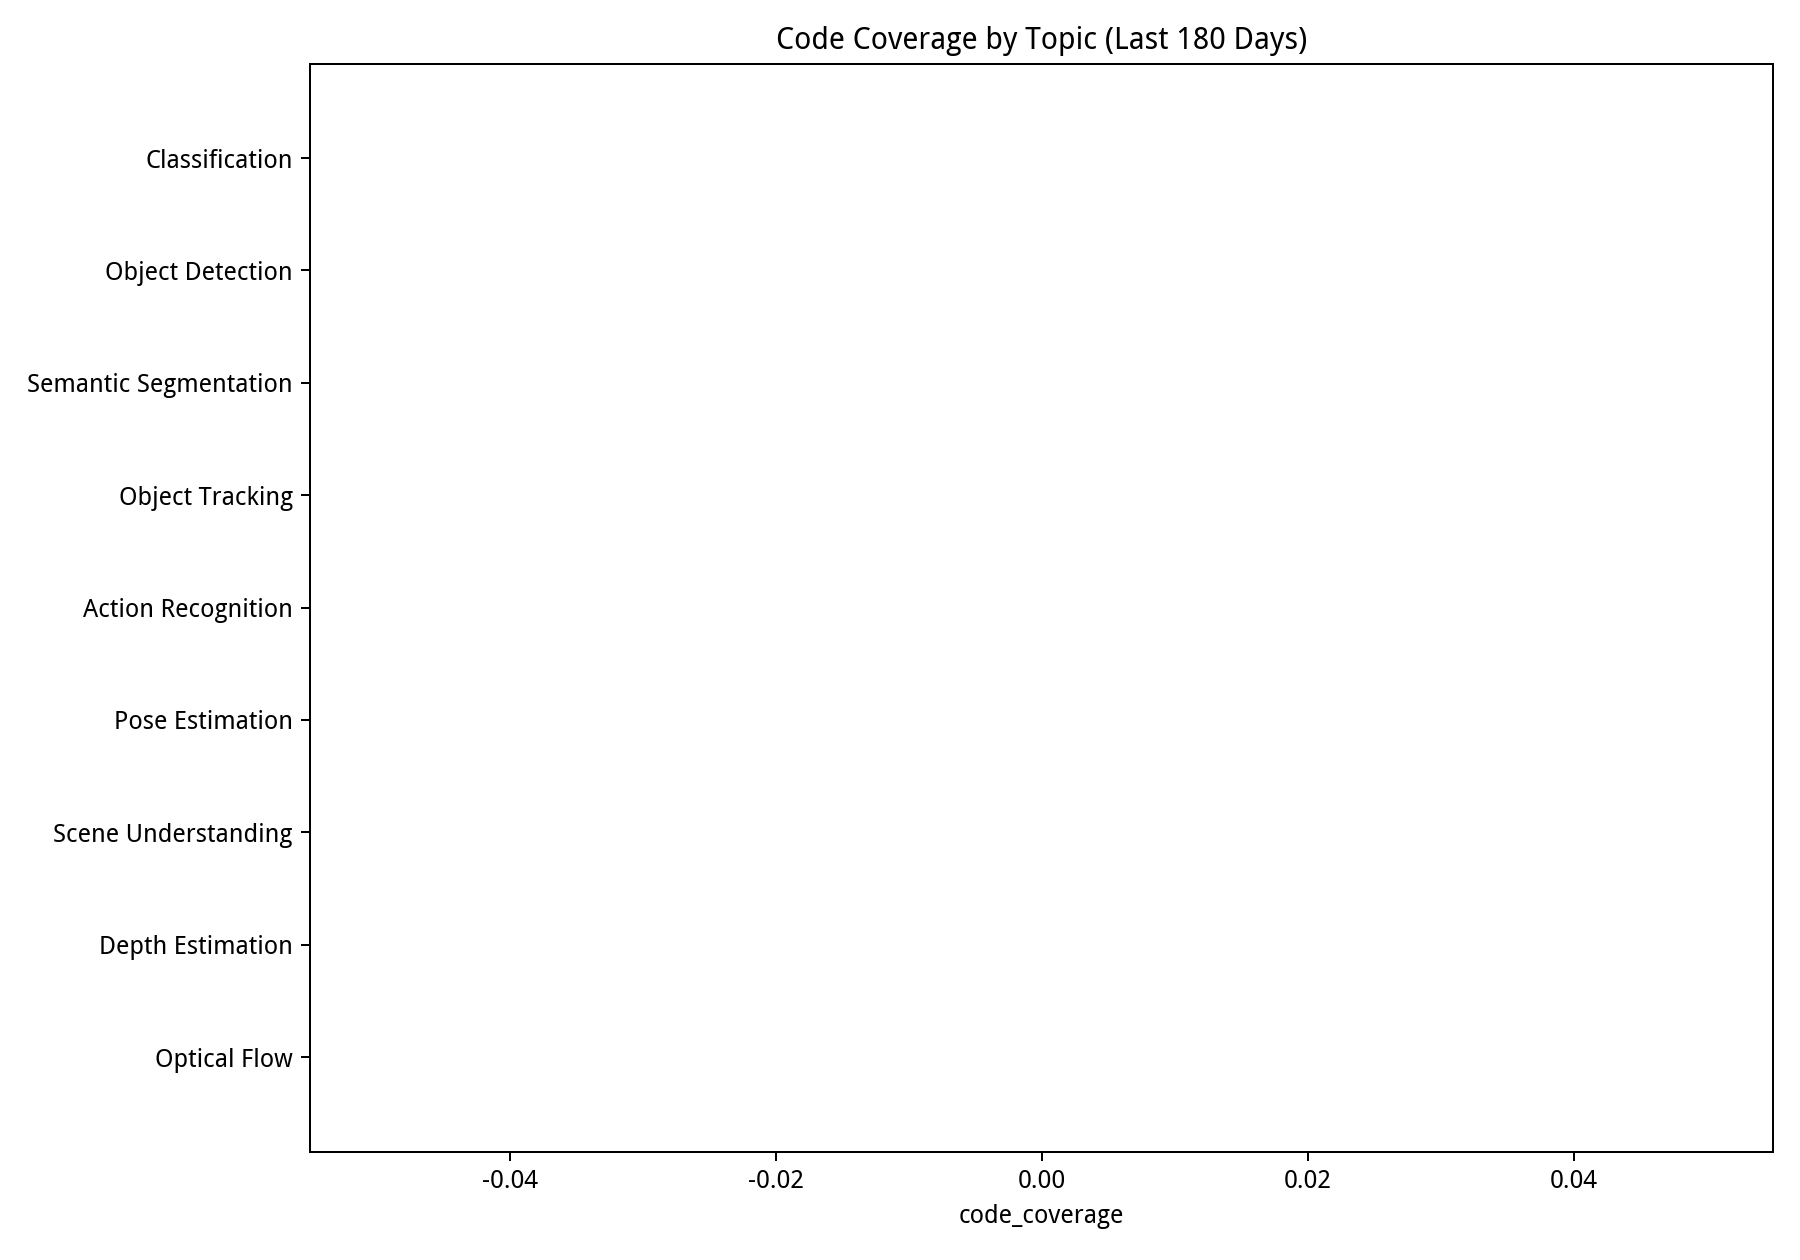 Code Coverage by Topic (Last 180 Days)
Classification
Object Detection
Semantic Segmentation
Object Tracking
Action Recognition
Pose Estimation
Scene Understanding
Depth Estimation
Optical Flow
-0.04 -0.02 0.00 0.02 0.04
code_coverage